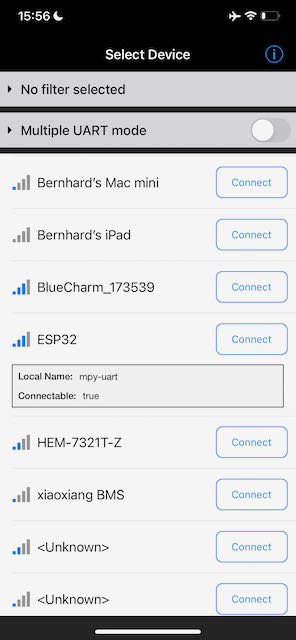 15:56
Select Device
No filter selected
Multiple UART mode
Bernhard’s Mac mini Connect
Bernhard’s iPad Connect
BlueCharm_173539 Connect
ESP32 Connect
Local Name: mpy-uart
Connectable: true
HEM-7321T-Z Connect
xiaoxiang BMS Connect
<Unknown> Connect
<Unknown> Connect